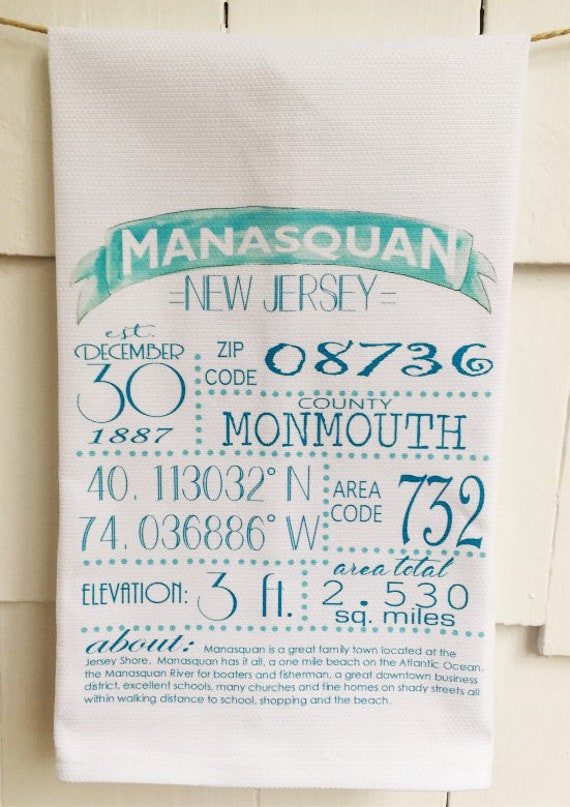 MANASQUAN
=NEW JERSEY=
est.
DECEMBER
30
1887
ZIP
CODE
08736
COUNTY
MONMOUTH
40. 113032° N
74. 036886° W
AREA
CODE
732
ELEVATION: 3 ft.
area total
2.530
sq. miles
about: Manasquan is a great family town located at the
Jersey Shore. Manasquan has it all, a one mile beach on the Atlantic Ocean,
the Manasquan River for boaters and fisherman, a great downtown business
district, excellent schools, many churches and fine homes on shady streets all
within walking distance to school, shopping and the beach.